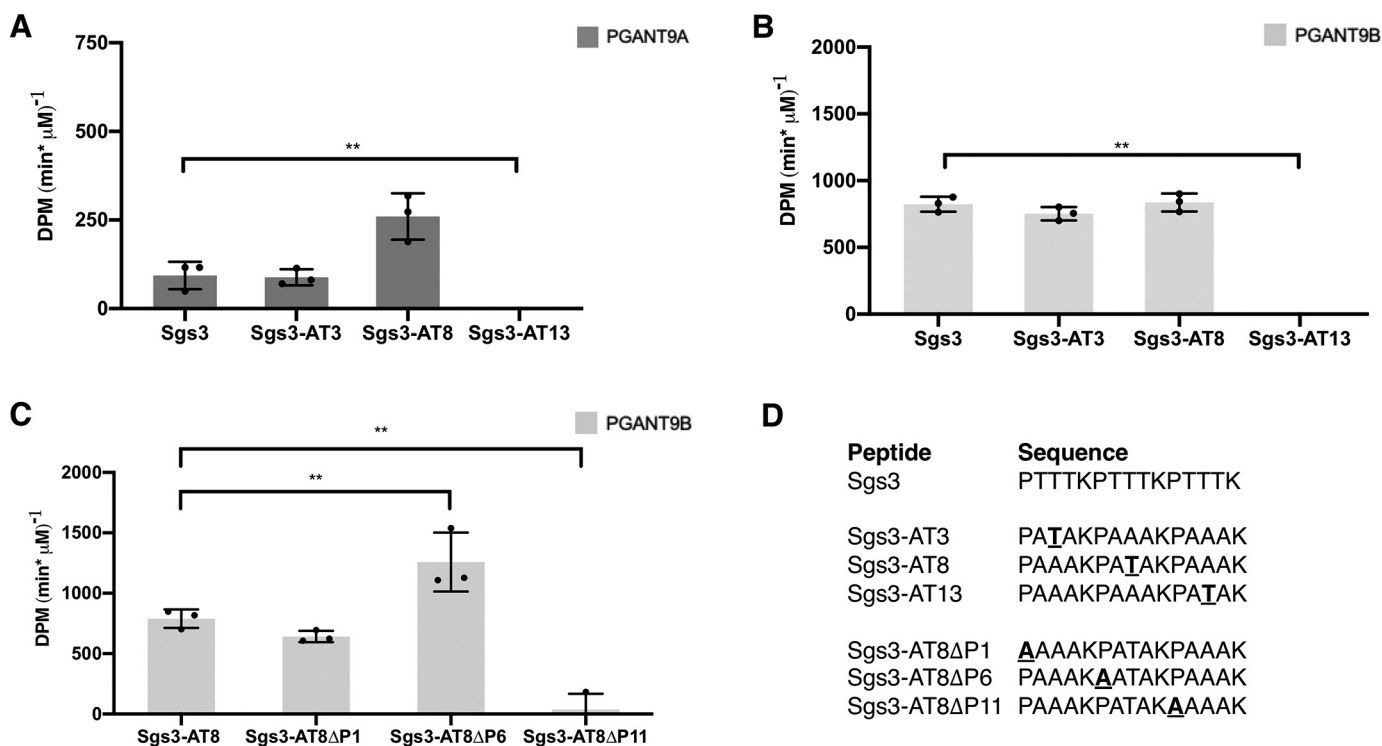 A
PGANT9A
DPM (min* μM)⁻¹
750
500
250
0
**
Sgs3 Sgs3-AT3 Sgs3-AT8 Sgs3-AT13
B
PGANT9B
DPM (min* μM)⁻¹
2000
1500
1000
500
0
**
Sgs3 Sgs3-AT3 Sgs3-AT8 Sgs3-AT13
C
PGANT9B
DPM (min* μM)⁻¹
2000
1500
1000
500
0
**
**
Sgs3-AT8 Sgs3-AT8ΔP1 Sgs3-AT8ΔP6 Sgs3-AT8ΔP11
D
Peptide Sequence
Sgs3 PTTTKPTTTKPTTTK
Sgs3-AT3 PATAKPAAAKPAAAK
Sgs3-AT8 PAAAKPATAKPAAAK
Sgs3-AT13 PAAAKPAAAKPATAK
Sgs3-AT8ΔP1 AAAAKPATAKPAAAK
Sgs3-AT8ΔP6 PAAAKAATAKPAAAK
Sgs3-AT8ΔP11 PAAAKPATAKAAAAK